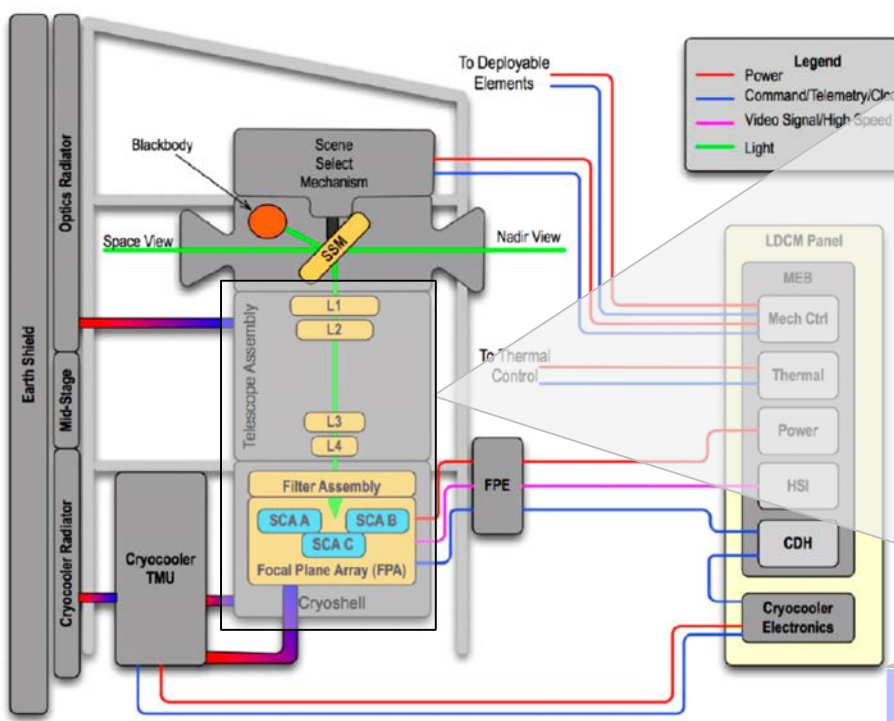 Legend
Power
Command/Telemetry/Cloc
Video Signal/High Speed
Light
To Deployable
Elements
Scene
Select
Mechanism
Blackbody
Space View
SSM
Nadir View
Earth Shield
Optics Radiator
Mid-Stage
Cryocooler Radiator
Telescope Assembly
L1
L2
L3
L4
To Thermal
Control
Filter Assembly
SCA A
SCA B
SCA C
Focal Plane Array (FPA)
Cryoshell
Cryocooler
TMU
FPE
LDCM Panel
MEB
Mech Ctrl
Thermal
Power
HSI
CDH
Cryocooler
Electronics